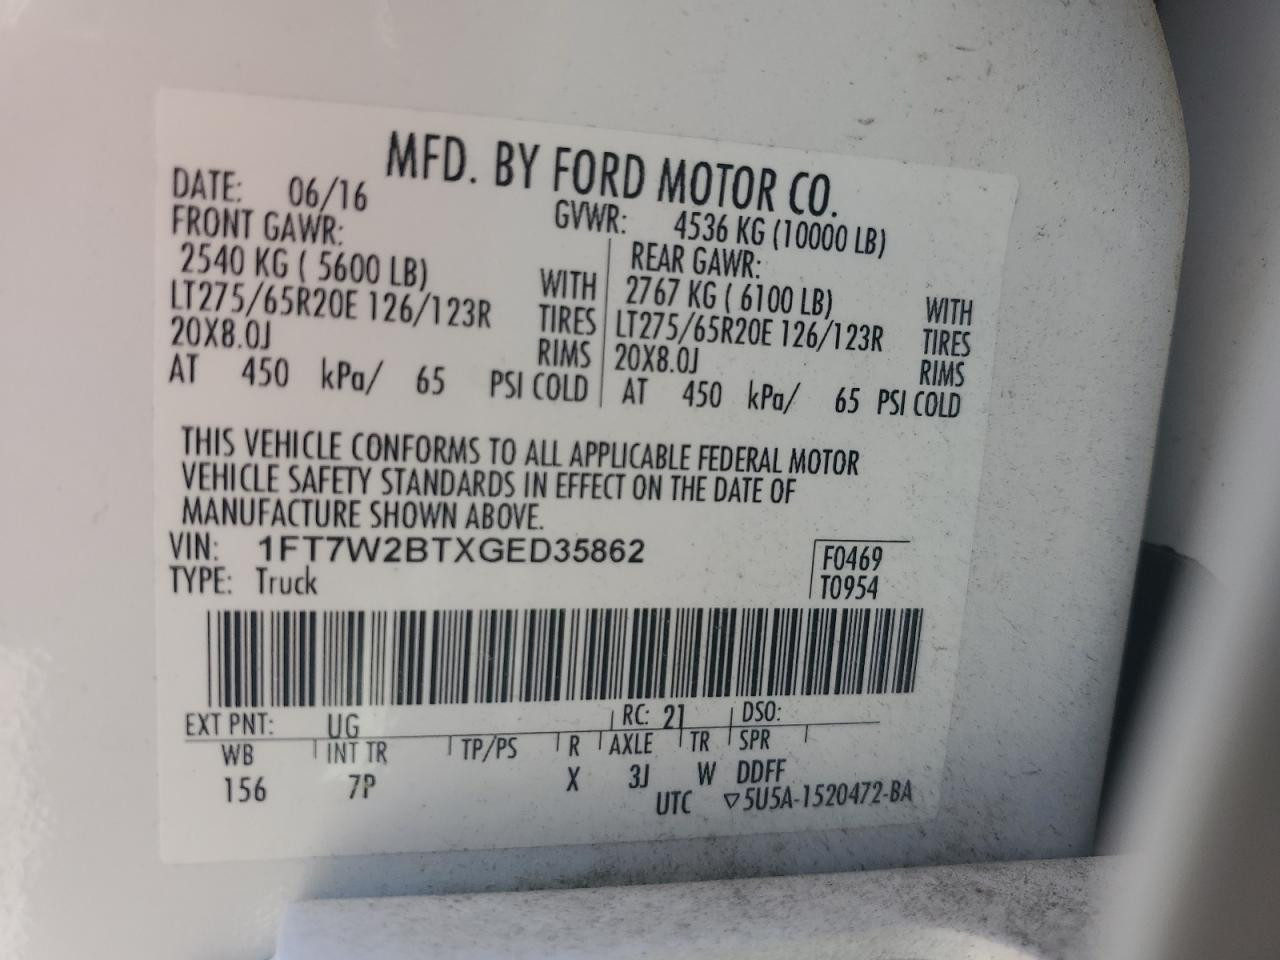 MFD. BY FORD MOTOR CO.
DATE: 06/16 GVWR: 4536 KG (10000 LB)
FRONT GAWR: REAR GAWR:
2540 KG ( 5600 LB) WITH 2767 KG ( 6100 LB) WITH
LT275/65R20E 126/123R TIRES LT275/65R20E 126/123R TIRES
20X8.0J RIMS 20X8.0J RIMS
AT 450 kPa/ 65 PSI COLD AT 450 kPa/ 65 PSI COLD
THIS VEHICLE CONFORMS TO ALL APPLICABLE FEDERAL MOTOR
VEHICLE SAFETY STANDARDS IN EFFECT ON THE DATE OF
MANUFACTURE SHOWN ABOVE.
VIN: 1FT7W2BTXGED35862 F0469
TYPE: Truck T0954
EXT PNT: UG RC: 21 DSO:
WB INT TR TP/PS R AXLE TR SPR
156 7P X 3J W DDFF
UTC ▽5U5A-1520472-BA